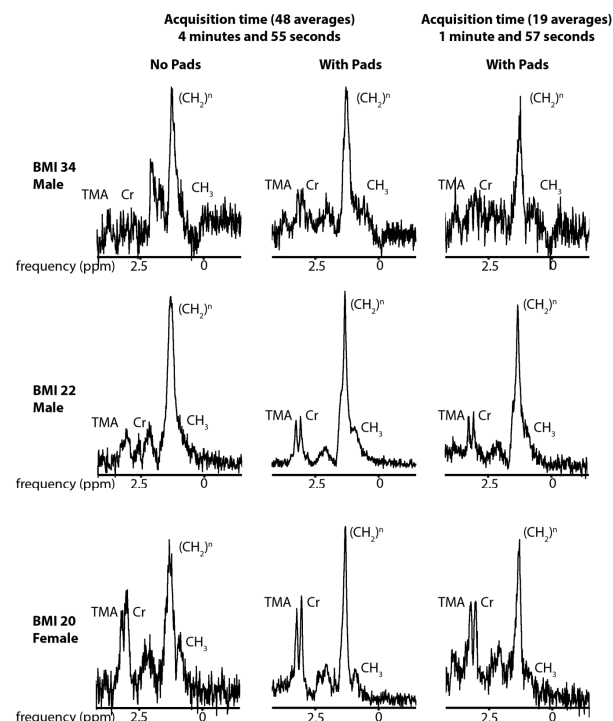 Acquisition time (48 averages)
4 minutes and 55 seconds
Acquisition time (19 averages)
1 minute and 57 seconds
No Pads
With Pads
With Pads
BMI 34
Male
(CH₂)ⁿ
TMA Cr
CH₃
(CH₂)ⁿ
TMA Cr
CH₃
(CH₂)ⁿ
TMA Cr
CH₃
frequency (ppm) 2.5 0
2.5 0
2.5 0
BMI 22
Male
(CH₂)ⁿ
TMA Cr
CH₃
(CH₂)ⁿ
TMA Cr
CH₃
(CH₂)ⁿ
TMA Cr
CH₃
frequency (ppm) 2.5 0
2.5 0
2.5 0
BMI 20
Female
(CH₂)ⁿ
TMA Cr
CH₃
(CH₂)ⁿ
TMA Cr
CH₃
(CH₂)ⁿ
TMA Cr
CH₃
frequency (ppm) 2.5 0
2.5 0
2.5 0